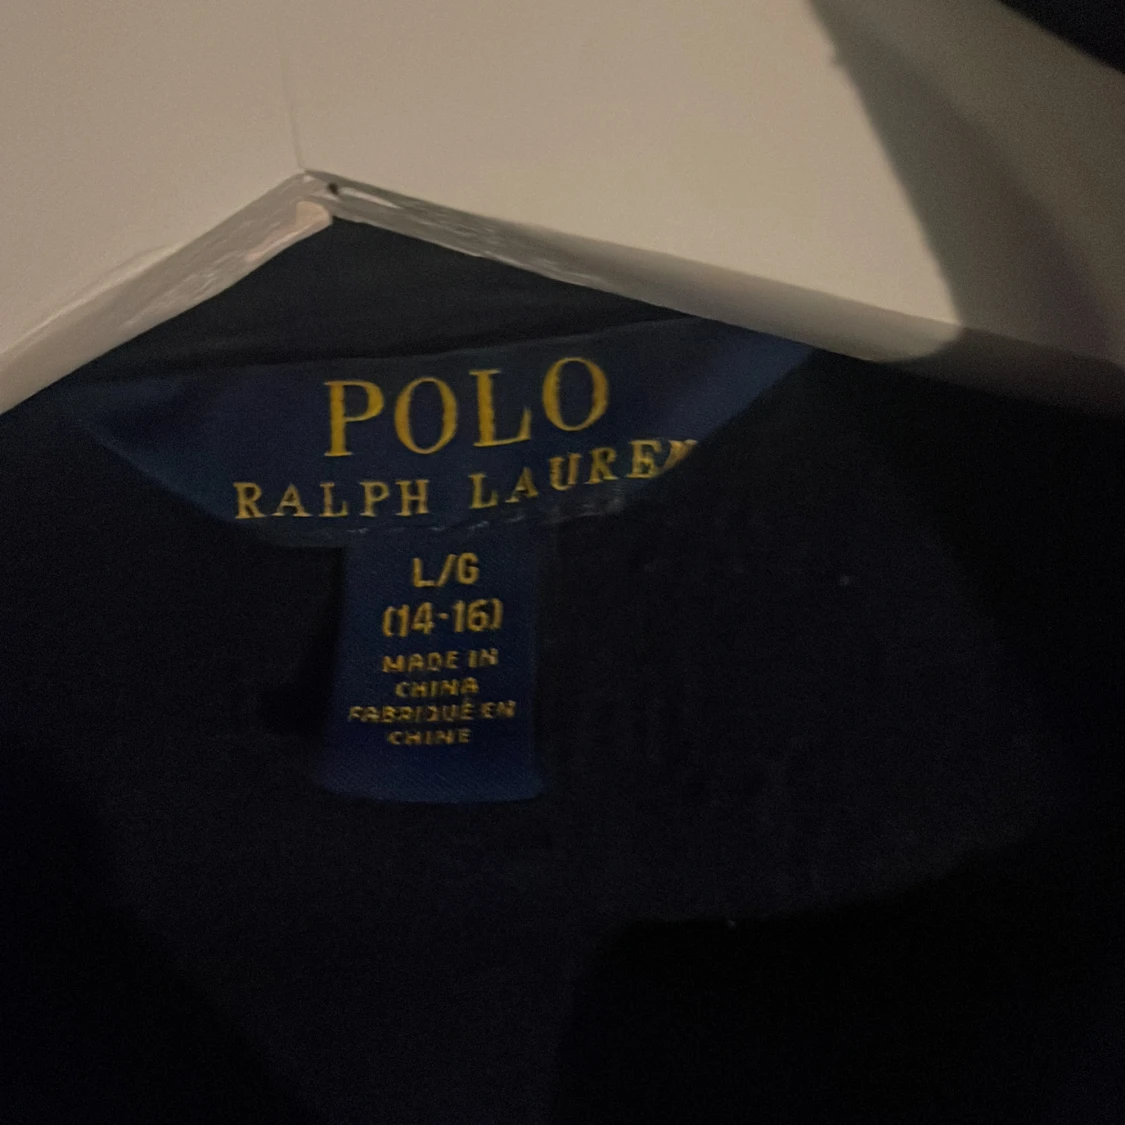 POLO
RALPH LAUREN
L/G
(14-16)
MADE IN
CHINA
FABRIQUÉ EN
CHINE